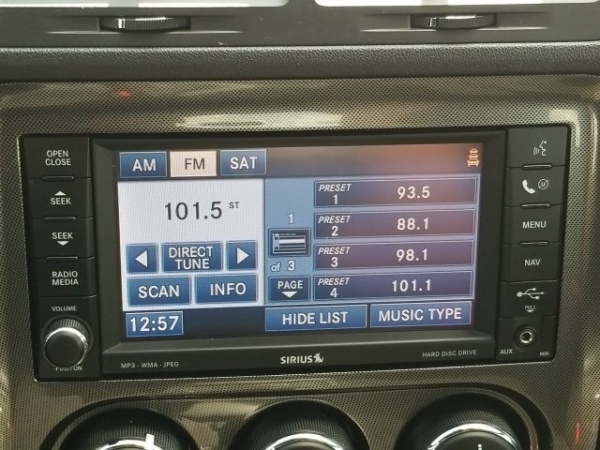 OPEN
CLOSE
SEEK
SEEK
RADIO
MEDIA
VOLUME
AM FM SAT
101.5 ST
DIRECT
TUNE
SCAN INFO
12:57
1
of 3
PAGE
PRESET
1 93.5
PRESET
2 88.1
PRESET
3 98.1
PRESET
4 101.1
HIDE LIST MUSIC TYPE
MENU
NAV
AUX
MP3 - WMA - JPEG
SIRIUS
HARD DISC DRIVE